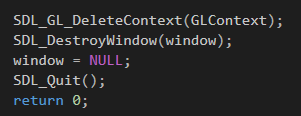 SDL_GL_DeleteContext(GLContext);
SDL_DestroyWindow(window);
window = NULL;
SDL_Quit();
return 0;